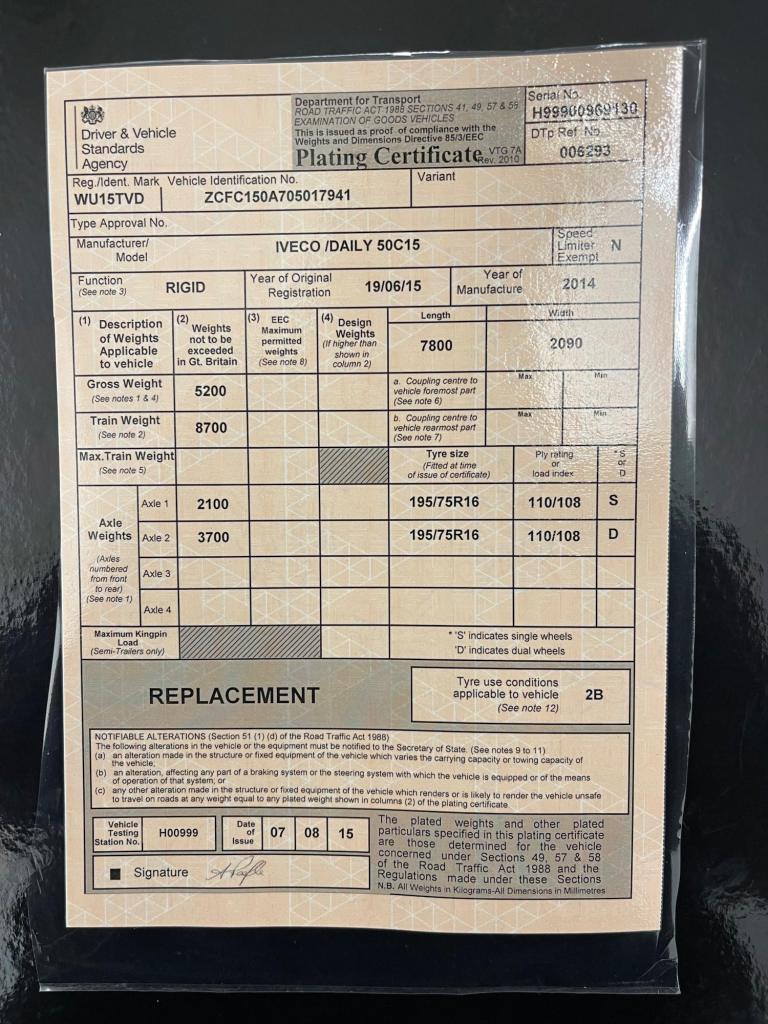 Driver & Vehicle
Standards
Agency
Department for Transport
ROAD TRAFFIC ACT 1988 SECTIONS 41, 49, 57 & 58
EXAMINATION OF GOODS VEHICLES
This is issued as proof of compliance with the
Weights and Dimensions Directive 85/3/EEC
Plating Certificate VTG 7A
Rev. 2010
Serial No.
H99900969130
DTp Ref. No.
006293
Reg./Ident. Mark
WU15TVD
Vehicle Identification No.
ZCFC150A705017941
Variant
Type Approval No.
Manufacturer/
Model
IVECO /DAILY 50C15
Speed
Limiter
Exempt
N
Function
(See note 3)
RIGID
Year of Original
Registration
19/06/15
Year of
Manufacture
2014
(1) Description
of Weights
Applicable
to vehicle
(2) Weights
not to be
exceeded
in Gt. Britain
(3) EEC
Maximum
permitted
weights
(See note 8)
(4) Design
Weights
(If higher than
shown in
column 2)
Length
7800
Width
2090
Gross Weight
(See notes 1 & 4)
5200
a. Coupling centre to
vehicle foremost part
(See note 6)
Max
Min
Train Weight
(See note 2)
8700
b. Coupling centre to
vehicle rearmost part
(See note 7)
Max
Min
Max.Train Weight
(See note 5)
Tyre size
(Fitted at time
of issue of certificate)
Ply rating
or
load index
*S
or
D
Axle
Weights
(Axles
numbered
from front
to rear)
(See note 1)
Axle 1
2100
195/75R16
110/108
S
Axle 2
3700
195/75R16
110/108
D
Axle 3
Axle 4
Maximum Kingpin
Load
(Semi-Trailers only)
* 'S' indicates single wheels
'D' indicates dual wheels
REPLACEMENT
Tyre use conditions
applicable to vehicle
(See note 12)
2B
NOTIFIABLE ALTERATIONS (Section 51 (1) (d) of the Road Traffic Act 1988)
The following alterations in the vehicle or the equipment must be notified to the Secretary of State. (See notes 9 to 11)
(a) an alteration made in the structure or fixed equipment of the vehicle which varies the carrying capacity or towing capacity of
the vehicle;
(b) an alteration, affecting any part of a braking system or the steering system with which the vehicle is equipped or of the means
of operation of that system; or
(c) any other alteration made in the structure or fixed equipment of the vehicle which renders or is likely to render the vehicle unsafe
to travel on roads at any weight equal to any plated weight shown in columns (2) of the plating certificate
Vehicle
Testing
Station No.
H00999
Date
of
Issue
07
08
15
Signature
The plated weights and other plated
particulars specified in this plating certificate
are those determined for the vehicle
concerned under Sections 49, 57 & 58
of the Road Traffic Act 1988 and the
Regulations made under these Sections
N.B. All Weights in Kilograms-All Dimensions in Millimetres